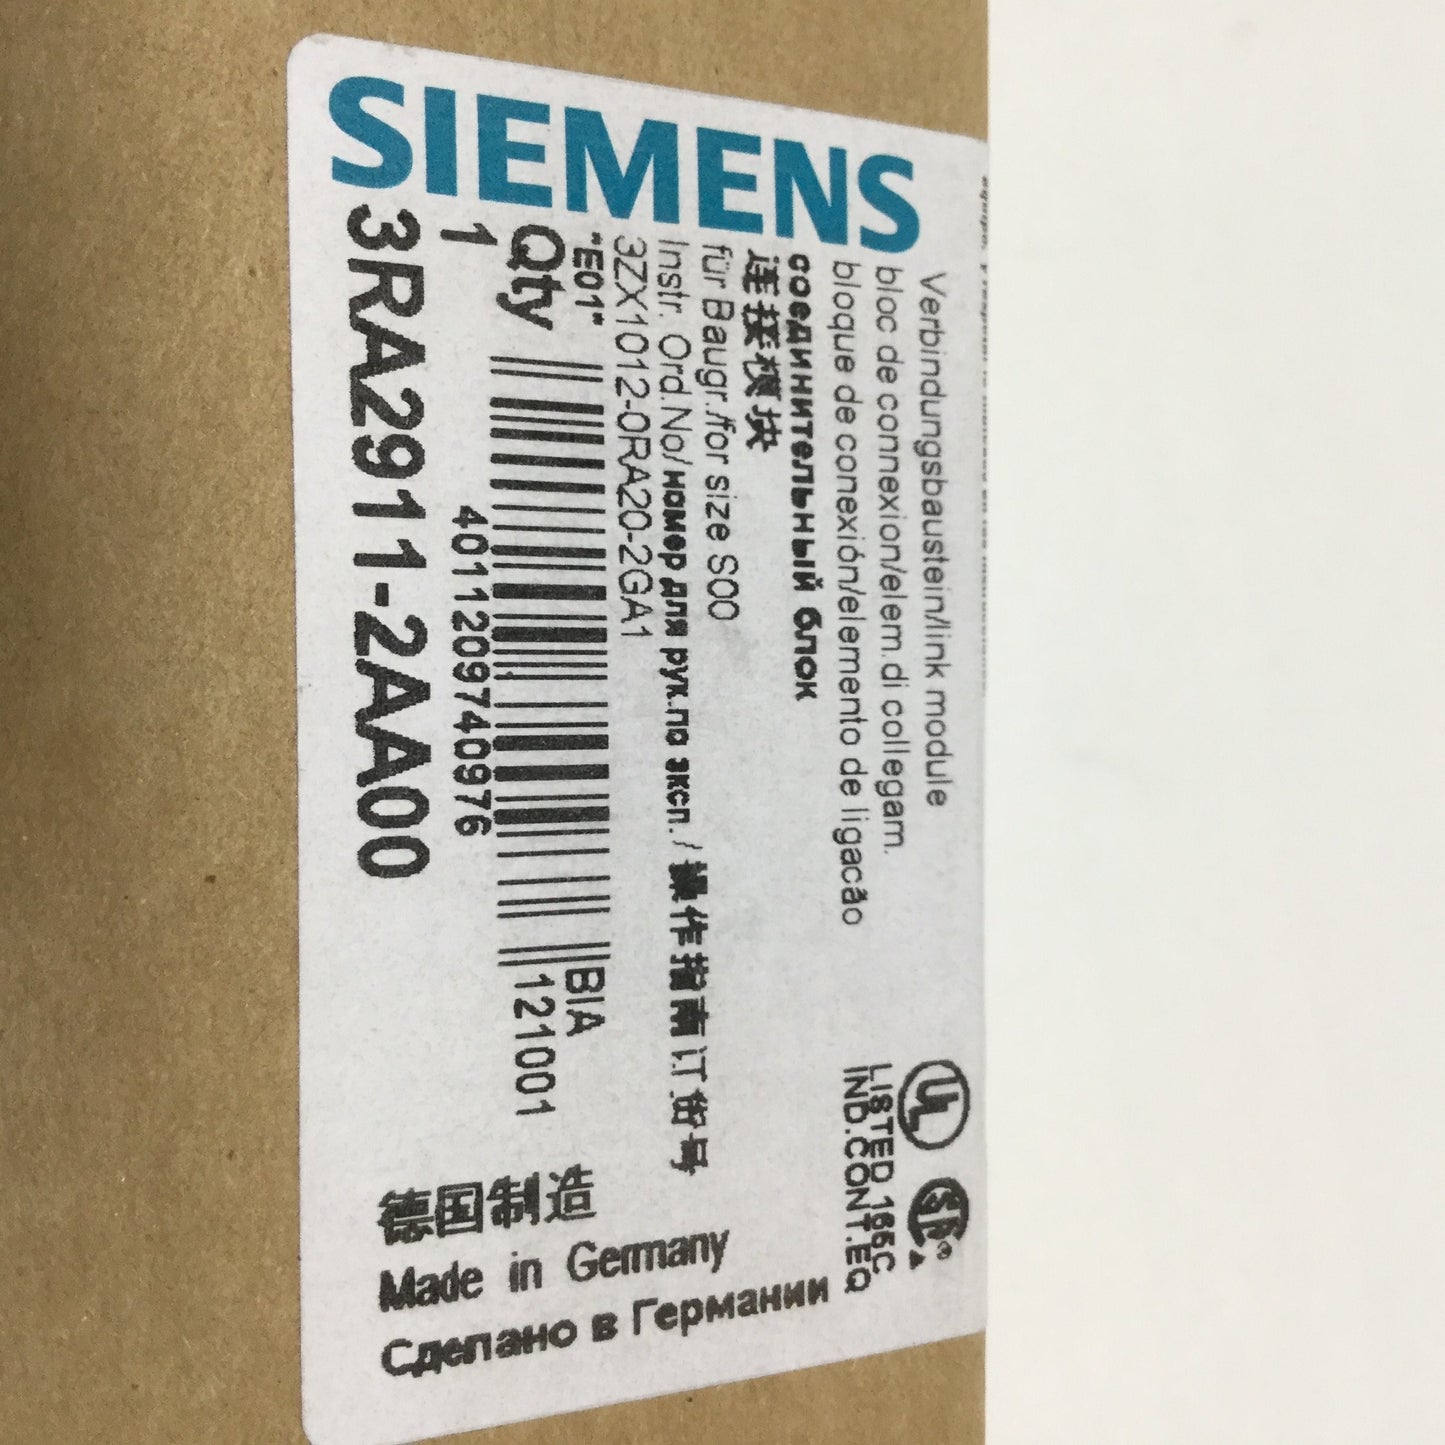 SIEMENS
Verbindungsbaustein/link module
bloc de connexion/elem.di collegam.
bloque de conexión/elemento de ligacão
соединительный блок
连接模块
für Baugr./for size S00
Instr. Ord.No/номер для рук.по эксп. / 操作指南订货号
3ZX1012-0RA20-2GA1
"E01"
Qty
1
BIA
121001
4011209740976
3RA2911-2AA00
UL
LISTED 165C
IND.CONT.EQ
德国制造
Made in Germany
Сделано в Германии